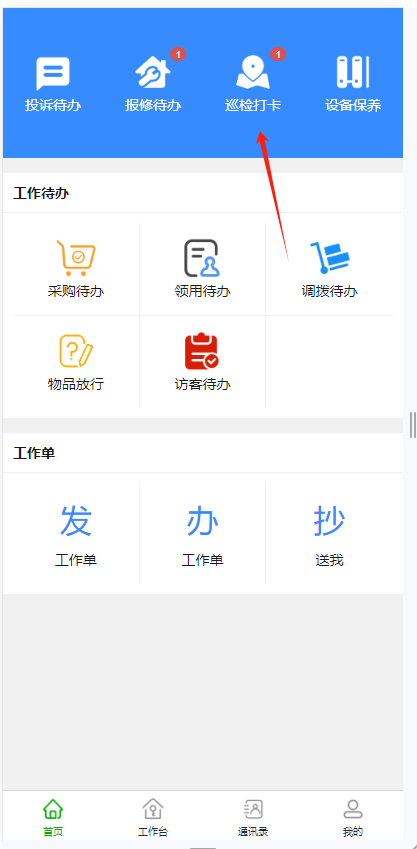 1 1
投诉待办 报修待办 巡检打卡 设备保养
工作待办
采购待办 领用待办 调拨待办
物品放行 访客待办
工作单
发 办 抄
工作单 工作单 送我
首页 工作台 通讯录 我的